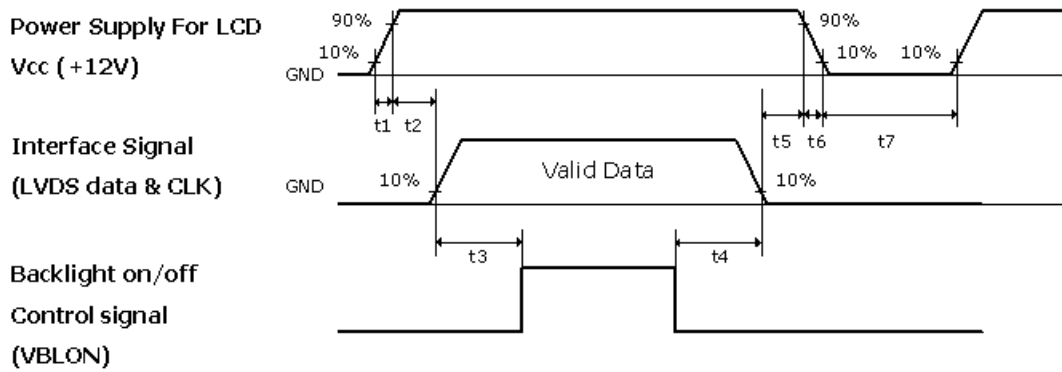 Power Supply For LCD
Vcc (+12V)
90%
10%
GND
90%
10%
10%
t1
t2
t5
t6
t7
Interface Signal
(LVDS data & CLK)
GND
10%
Valid Data
10%
t3
t4
Backlight on/off
Control signal
(VBLON)